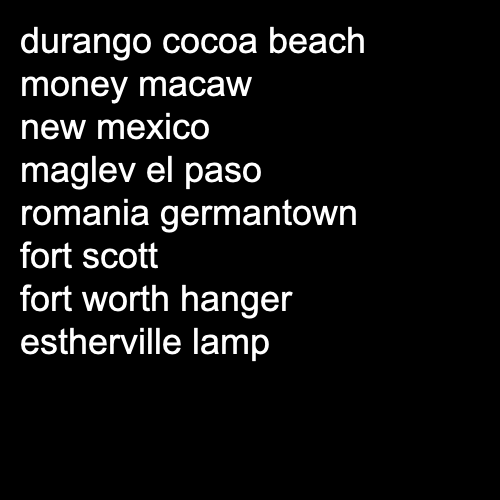 durango cocoa beach
money macaw
new mexico
maglev el paso
romania germantown
fort scott
fort worth hanger
estherville lamp